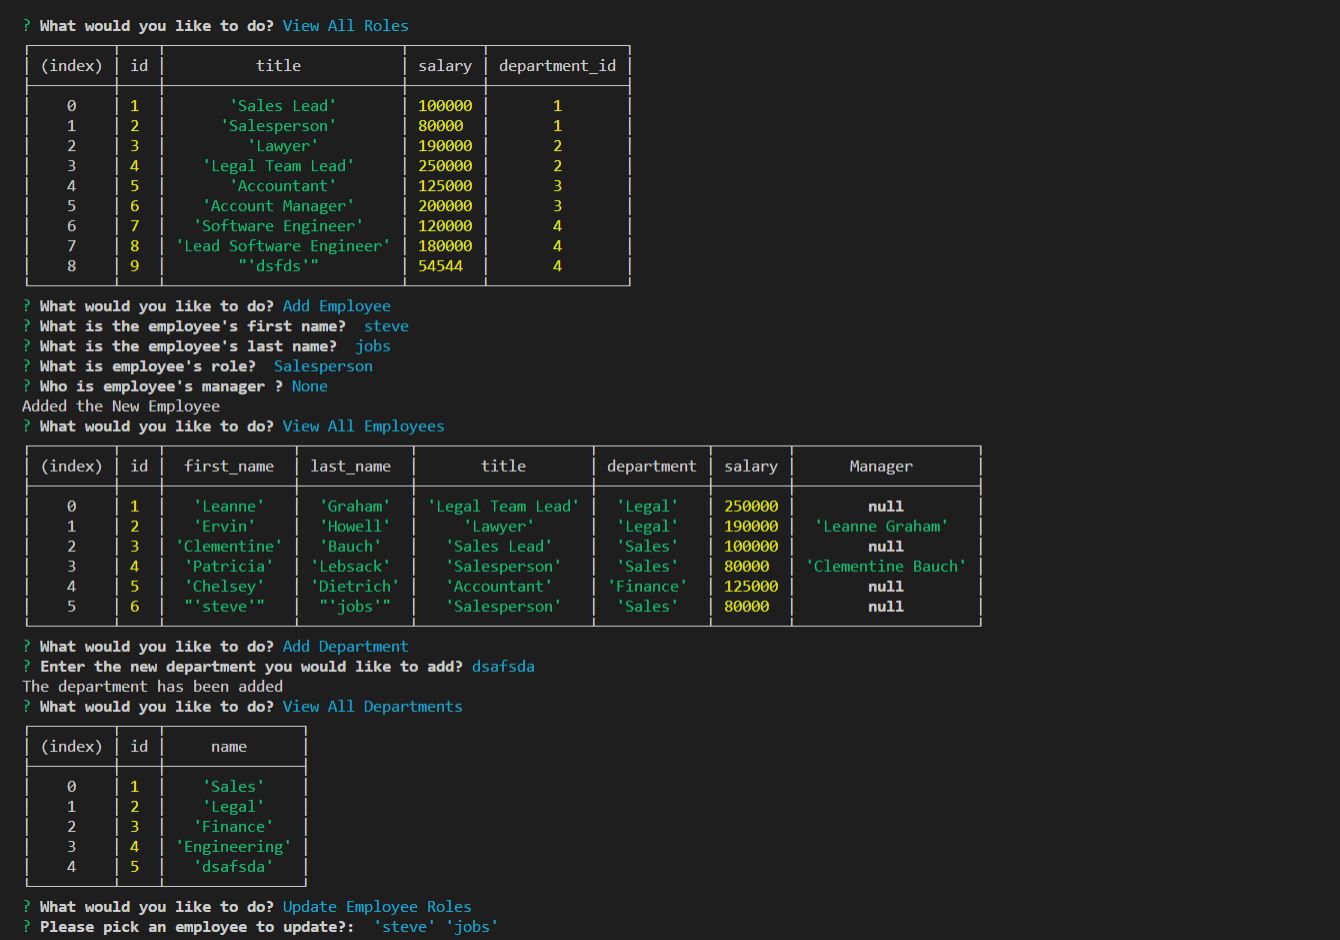 ? What would you like to do? View All Roles
(index) id title salary department_id
0 1 'Sales Lead' 100000 1
1 2 'Salesperson' 80000 1
2 3 'Lawyer' 190000 2
3 4 'Legal Team Lead' 250000 2
4 5 'Accountant' 125000 3
5 6 'Account Manager' 200000 3
6 7 'Software Engineer' 120000 4
7 8 'Lead Software Engineer' 180000 4
8 9 "'dsfds'" 54544 4
? What would you like to do? Add Employee
? What is the employee's first name? steve
? What is the employee's last name? jobs
? What is employee's role? Salesperson
? Who is employee's manager ? None
Added the New Employee
? What would you like to do? View All Employees
(index) id first_name last_name title department salary Manager
0 1 'Leanne' 'Graham' 'Legal Team Lead' 'Legal' 250000 null
1 2 'Ervin' 'Howell' 'Lawyer' 'Legal' 190000 'Leanne Graham'
2 3 'Clementine' 'Bauch' 'Sales Lead' 'Sales' 100000 null
3 4 'Patricia' 'Lebsack' 'Salesperson' 'Sales' 80000 'Clementine Bauch'
4 5 'Chelsey' 'Dietrich' 'Accountant' 'Finance' 125000 null
5 6 "'steve'" "'jobs'" 'Salesperson' 'Sales' 80000 null
? What would you like to do? Add Department
? Enter the new department you would like to add? dsafsda
The department has been added
? What would you like to do? View All Departments
(index) id name
0 1 'Sales'
1 2 'Legal'
2 3 'Finance'
3 4 'Engineering'
4 5 'dsafsda'
? What would you like to do? Update Employee Roles
? Please pick an employee to update?: 'steve' 'jobs'